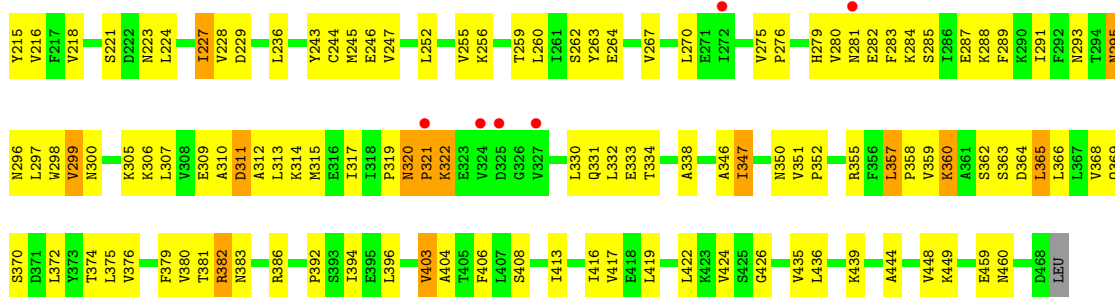 Y215 V216 F217 V218 S221 D222 N223 L224 I227 V228 D229 L236 Y243 C244 M245 E246 V247 L252 V255 K256 T259 L260 I261 S262 Y263 E264 V267 L270 E271 I272 V275 P276 H279 V280 N281 E282 F283 K284 S285 I286 E287 K288 F289 K290 I291 F292 N293 T294 N295
N296 L297 W298 V299 N300 K305 K306 L307 V308 E309 A310 D311 A312 L313 K314 M315 E316 I317 I318 P319 N320 P321 K322 E323 V324 D325 G326 V327 L330 Q331 L332 E333 T334 A338 A346 I347 N350 V351 P352 R355 F356 L357 P358 V359 K360 A361 S362 S363 D364 L365 L366 L367 V368 Q369
S370 D371 L372 Y373 T374 L375 V376 F379 V380 T381 R382 N383 R386 P392 S393 I394 E395 L396 V403 A404 T405 F406 L407 S408 I413 I416 V417 E418 L419 L422 K423 V424 S425 G426 V435 L436 K439 A444 V448 K449 E459 N460 D468 LEU